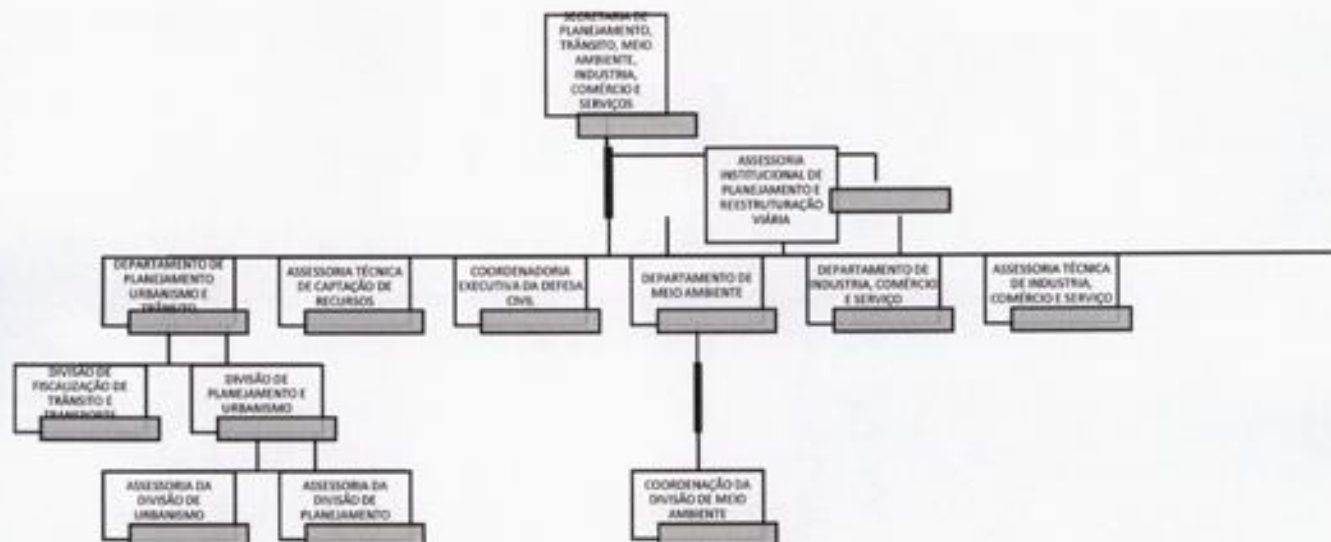 SECRETARIA DE
PLANEJAMENTO,
TRÂNSITO, MEIO
AMBIENTE,
INDUSTRIA,
COMÉRCIO E
SERVIÇOS
ASSESSORIA
INSTITUCIONAL DE
PLANEJAMENTO E
REESTRUTURAÇÃO
VIÁRIA
DEPARTAMENTO DE
PLANEJAMENTO
URBANISMO E
TRÂNSITO
ASSESSORIA TÉCNICA
DE CAPTAÇÃO DE
RECURSOS
COORDENADORIA
EXECUTIVA DA DEFESA
CIVIL
DEPARTAMENTO DE
MEIO AMBIENTE
DEPARTAMENTO DE
INDUSTRIA, COMÉRCIO
E SERVIÇO
ASSESSORIA TÉCNICA
DE INDUSTRIA,
COMÉRCIO E SERVIÇO
DIVISÃO DE
FISCALIZAÇÃO DE
TRÂNSITO E
TRANSPORTE
DIVISÃO DE
PLANEJAMENTO E
URBANISMO
ASSESSORIA DA
DIVISÃO DE
URBANISMO
ASSESSORIA DA
DIVISÃO DE
PLANEJAMENTO
COORDENAÇÃO DA
DIVISÃO DE MEIO
AMBIENTE